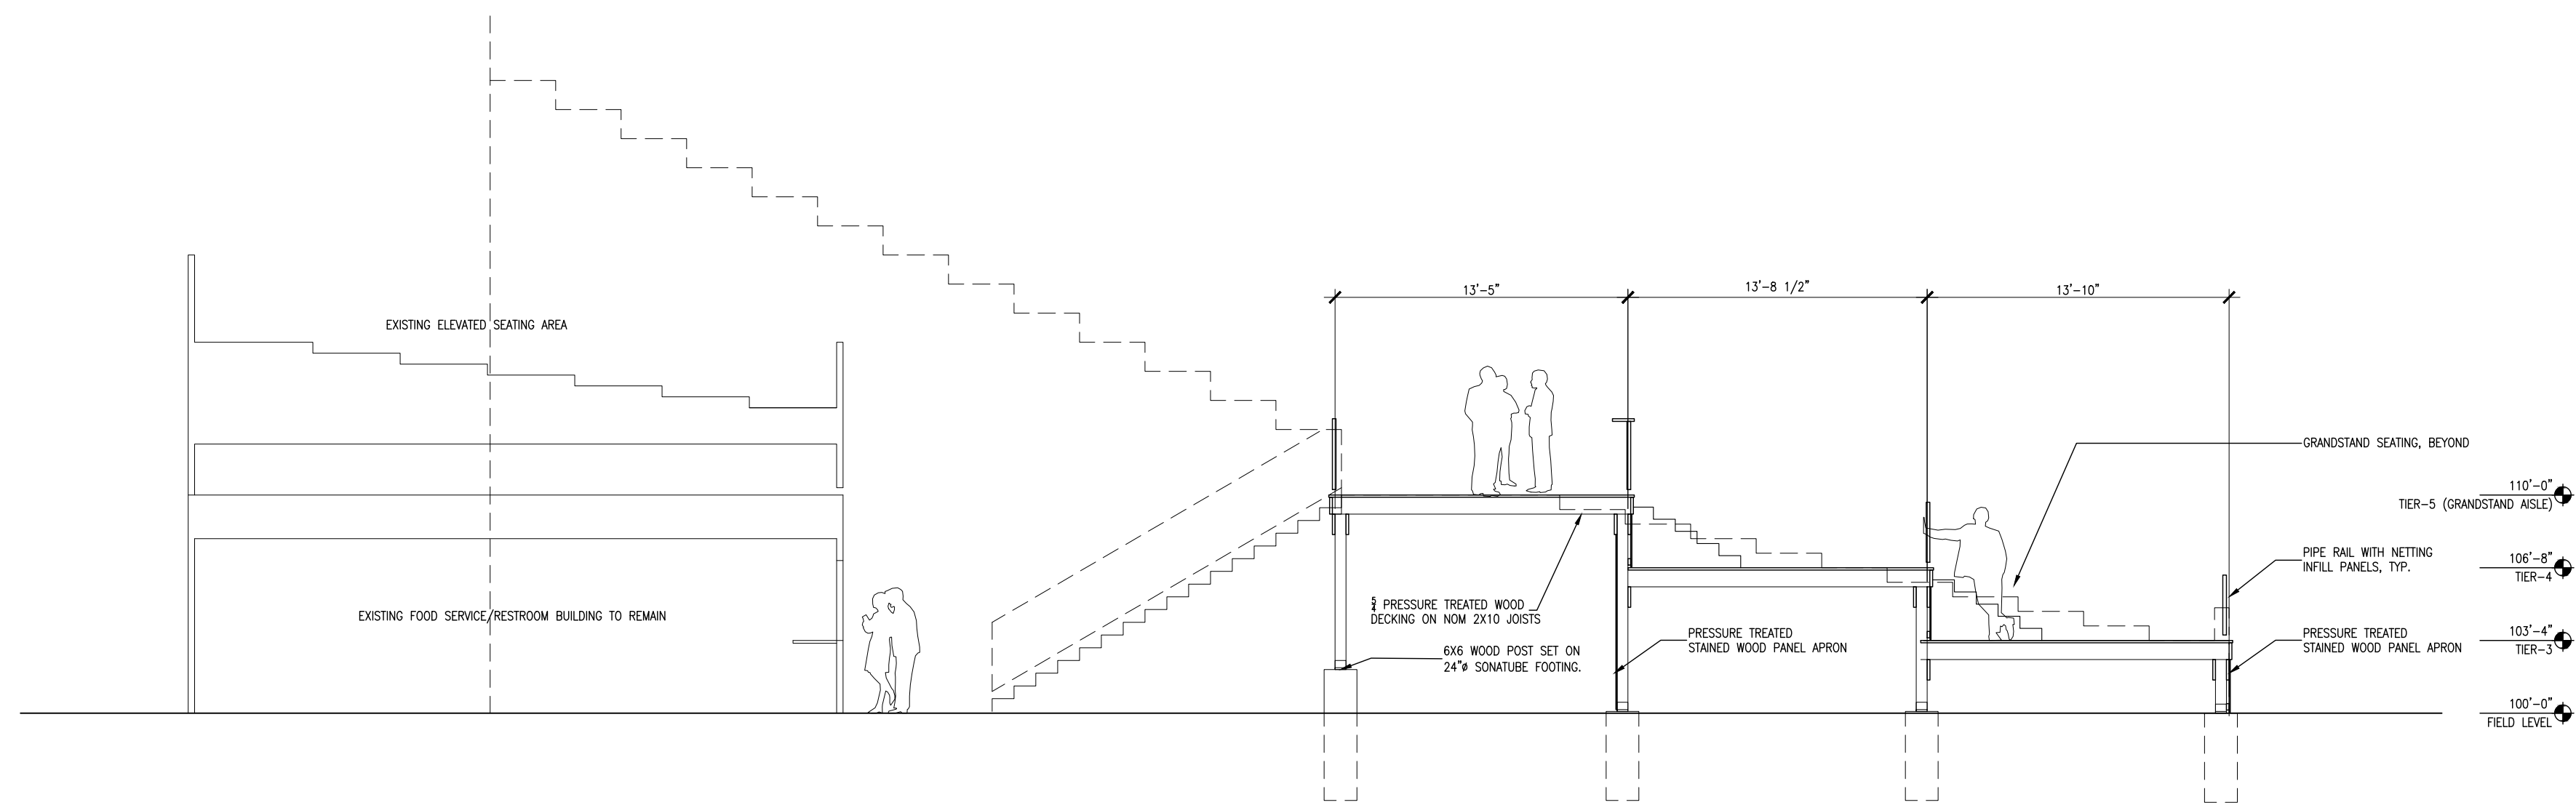 13'-5"
13'-8 1/2"
13'-10"
EXISTING ELEVATED SEATING AREA
GRANDSTAND SEATING, BEYOND
110'-0"
TIER-5 (GRANDSTAND AISLE)
PIPE RAIL WITH NETTING
INFILL PANELS, TYP.
106'-8"
TIER-4
5/4 PRESSURE TREATED WOOD
DECKING ON NOM 2X10 JOISTS
EXISTING FOOD SERVICE/RESTROOM BUILDING TO REMAIN
6X6 WOOD POST SET ON
24"ø SONATUBE FOOTING.
PRESSURE TREATED
STAINED WOOD PANEL APRON
PRESSURE TREATED
STAINED WOOD PANEL APRON
103'-4"
TIER-3
100'-0"
FIELD LEVEL